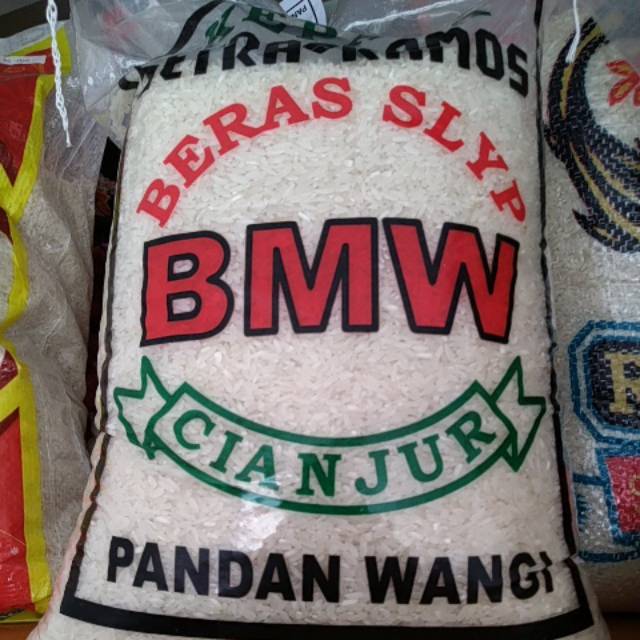 SETRA RAMOS
BERAS SLYP
BMW
CIANJUR
PANDAN WANGI